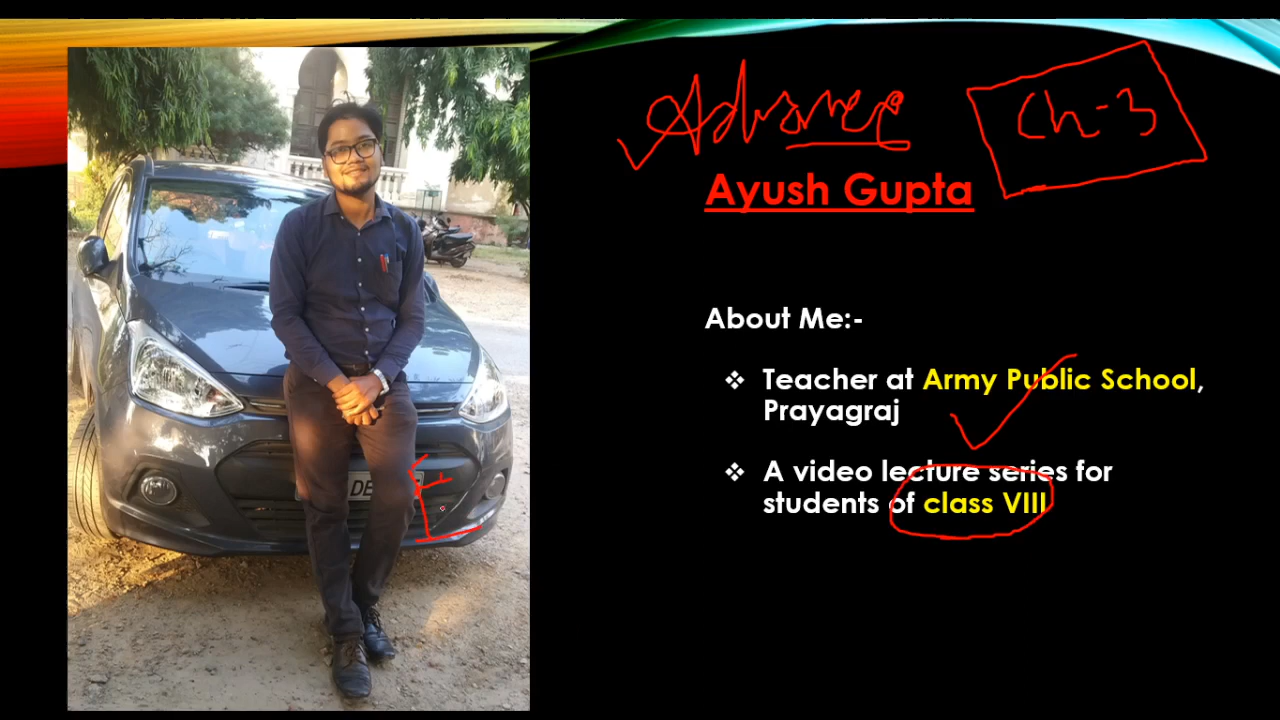 Advance
Ch-3
Ayush Gupta
About Me:-
❖ Teacher at Army Public School,
Prayagraj
❖ A video lecture series for
students of class VIII